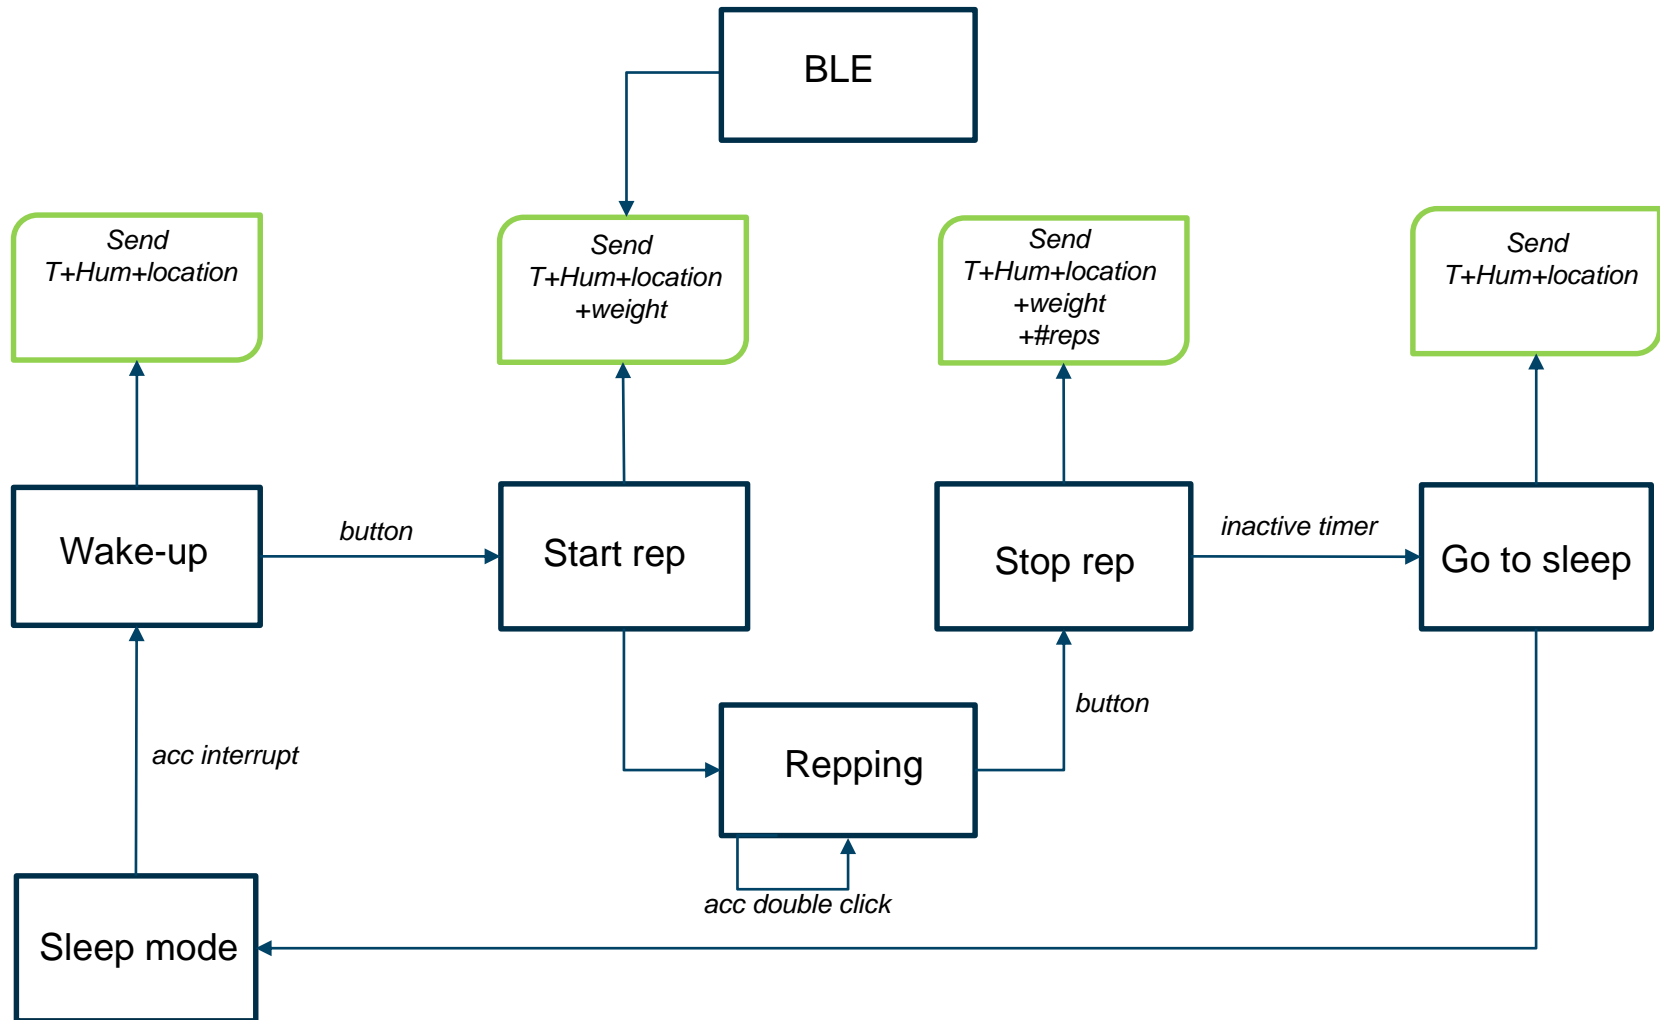 BLE
Send
T+Hum+location
Send
T+Hum+location
+weight
Send
T+Hum+location
+weight
+#reps
Send
T+Hum+location
Wake-up
button
Start rep
Stop rep
inactive timer
Go to sleep
acc interrupt
Repping
button
acc double click
Sleep mode